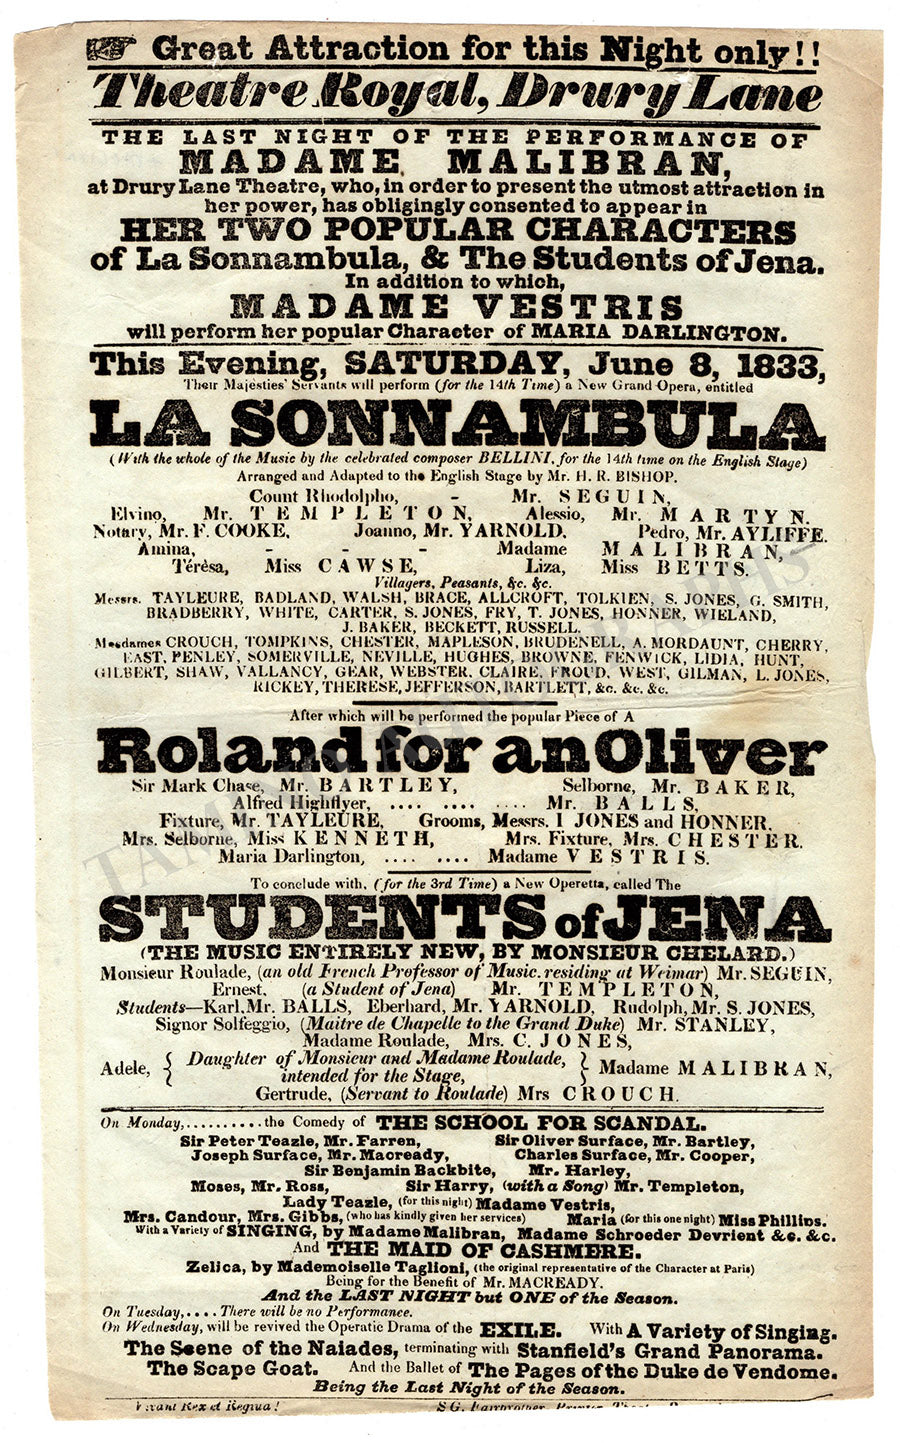 ☞ Great Attraction for this Night only!!
Theatre Royal, Drury Lane
THE LAST NIGHT OF THE PERFORMANCE OF
MADAME MALIBRAN,
at Drury Lane Theatre, who, in order to present the utmost attraction in
her power, has obligingly consented to appear in
HER TWO POPULAR CHARACTERS
of La Sonnambula, & The Students of Jena.
In addition to which,
MADAME VESTRIS
will perform her popular Character of MARIA DARLINGTON.
This Evening, SATURDAY, June 8, 1833,
Their Majesties' Servants will perform (for the 14th Time) a New Grand Opera, entitled
LA SONNAMBULA
(With the whole of the Music by the celebrated composer BELLINI, for the 14th time on the English Stage)
Arranged and Adapted to the English Stage by Mr. H. R. BISHOP.
Count Rhodolpho, - Mr. SEGUIN,
Elvino, Mr. TEMPLETON, Alessio, Mr. MARTYN.
Notary, Mr. F. COOKE, Joanno, Mr. YARNOLD, Pedro, Mr. AYLIFFE.
Amina, - - - Madame MALIBRAN,
Térèsa, Miss CAWSE, Liza, Miss BETTS.
Villagers, Peasants, &c. &c.
Messrs. TAYLEURE, BADLAND, WALSH, BRACE, ALLCROFT, TOLKIEN, S. JONES, G. SMITH,
BRADBERRY, WHITE, CARTER, S. JONES, FRY, T. JONES, HONNER, WIELAND,
J. BAKER, BECKETT, RUSSELL.
Mesdames CROUCH, TOMPKINS, CHESTER, MAPLESON, BRUDENELL, A. MORDAUNT, CHERRY,
EAST, PENLEY, SOMERVILLE, NEVILLE, HUGHES, BROWNE, FENWICK, LIDIA, HUNT,
GILBERT, SHAW, VALLANCY, GEAR, WEBSTER, CLAIRE, FROUD, WEST, GILMAN, L. JONES,
RICKEY, THERESE, JEFFERSON, BARTLETT, &c. &c. &c.
After which will be performed the popular Piece of A
Roland for an Oliver
Sir Mark Chase, Mr. BARTLEY, Selborne, Mr. BAKER,
Alfred Highflyer, .... .... .... Mr. BALLS,
Fixture, Mr. TAYLEURE, Grooms, Messrs. I JONES and HONNER.
Mrs. Selborne, Miss KENNETH, Mrs. Fixture, Mrs. CHESTER.
Maria Darlington, .... .... Madame VESTRIS.
To conclude with, (for the 3rd Time) a New Operetta, called The
STUDENTS of JENA
(THE MUSIC ENTIRELY NEW, BY MONSIEUR CHELARD.)
Monsieur Roulade, (an old French Professor of Music, residing at Weimar) Mr. SEGUIN,
Ernest, (a Student of Jena) Mr. TEMPLETON,
Students—Karl, Mr. BALLS, Eberhard, Mr. YARNOLD, Rudolph, Mr. S. JONES,
Signor Solfeggio, (Maitre de Chapelle to the Grand Duke) Mr. STANLEY,
Madame Roulade, Mrs. C. JONES,
Adele, { Daughter of Monsieur and Madame Roulade, intended for the Stage, } Madame MALIBRAN,
Gertrude, (Servant to Roulade) Mrs CROUCH.
On Monday,..........the Comedy of THE SCHOOL FOR SCANDAL.
Sir Peter Teazle, Mr. Farren, Sir Oliver Surface, Mr. Bartley,
Joseph Surface, Mr. Macready, Charles Surface, Mr. Cooper,
Sir Benjamin Backbite, Mr. Harley,
Moses, Mr. Ross, Sir Harry, (with a Song) Mr. Templeton,
Lady Teazle, (for this night) Madame Vestris,
Mrs. Candour, Mrs. Gibbs, (who has kindly given her services) Maria (for this one night) Miss Phillips.
With a Variety of SINGING, by Madame Malibran, Madame Schroeder Devrient &c. &c.
And THE MAID OF CASHMERE.
Zelica, by Mademoiselle Taglioni, (the original representative of the Character at Paris)
Being for the Benefit of Mr. MACREADY.
And the LAST NIGHT but ONE of the Season.
On Tuesday,.... There will be no Performance.
On Wednesday, will be revived the Operatic Drama of the EXILE. With A Variety of Singing.
The Scene of the Naiades, terminating with Stanfield's Grand Panorama.
The Scape Goat. And the Ballet of The Pages of the Duke de Vendome.
Being the Last Night of the Season.
Vivant Rex et Regina! S. G. Fairbrother, Printer,